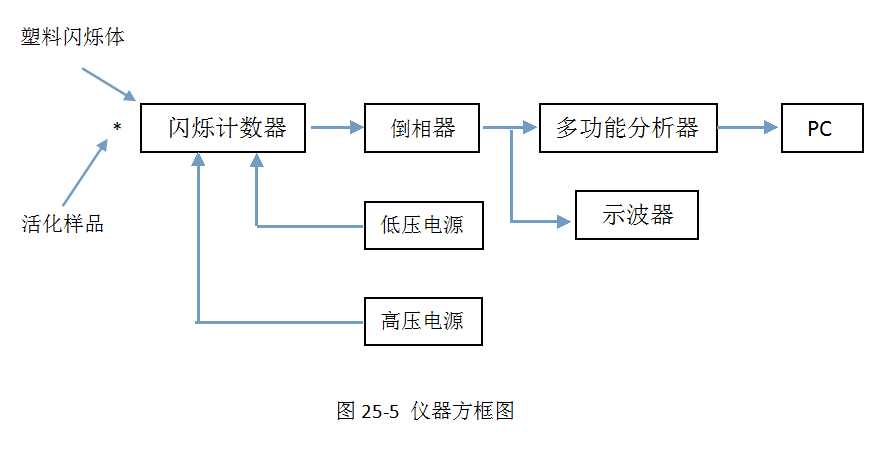 塑料闪烁体
*
闪烁计数器
倒相器
多功能分析器
PC
活化样品
低压电源
示波器
高压电源
图 25-5 仪器方框图